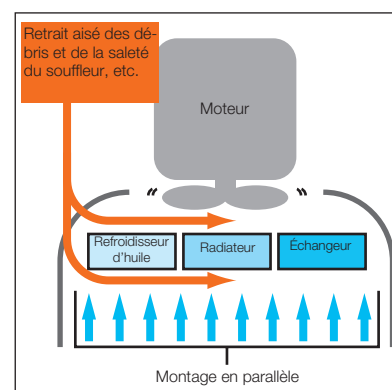 Retrait aisé des dé-
bris et de la saleté
du souffleur, etc.
Moteur
Refroidisseur
d'huile
Radiateur
Échangeur
Montage en parallèle